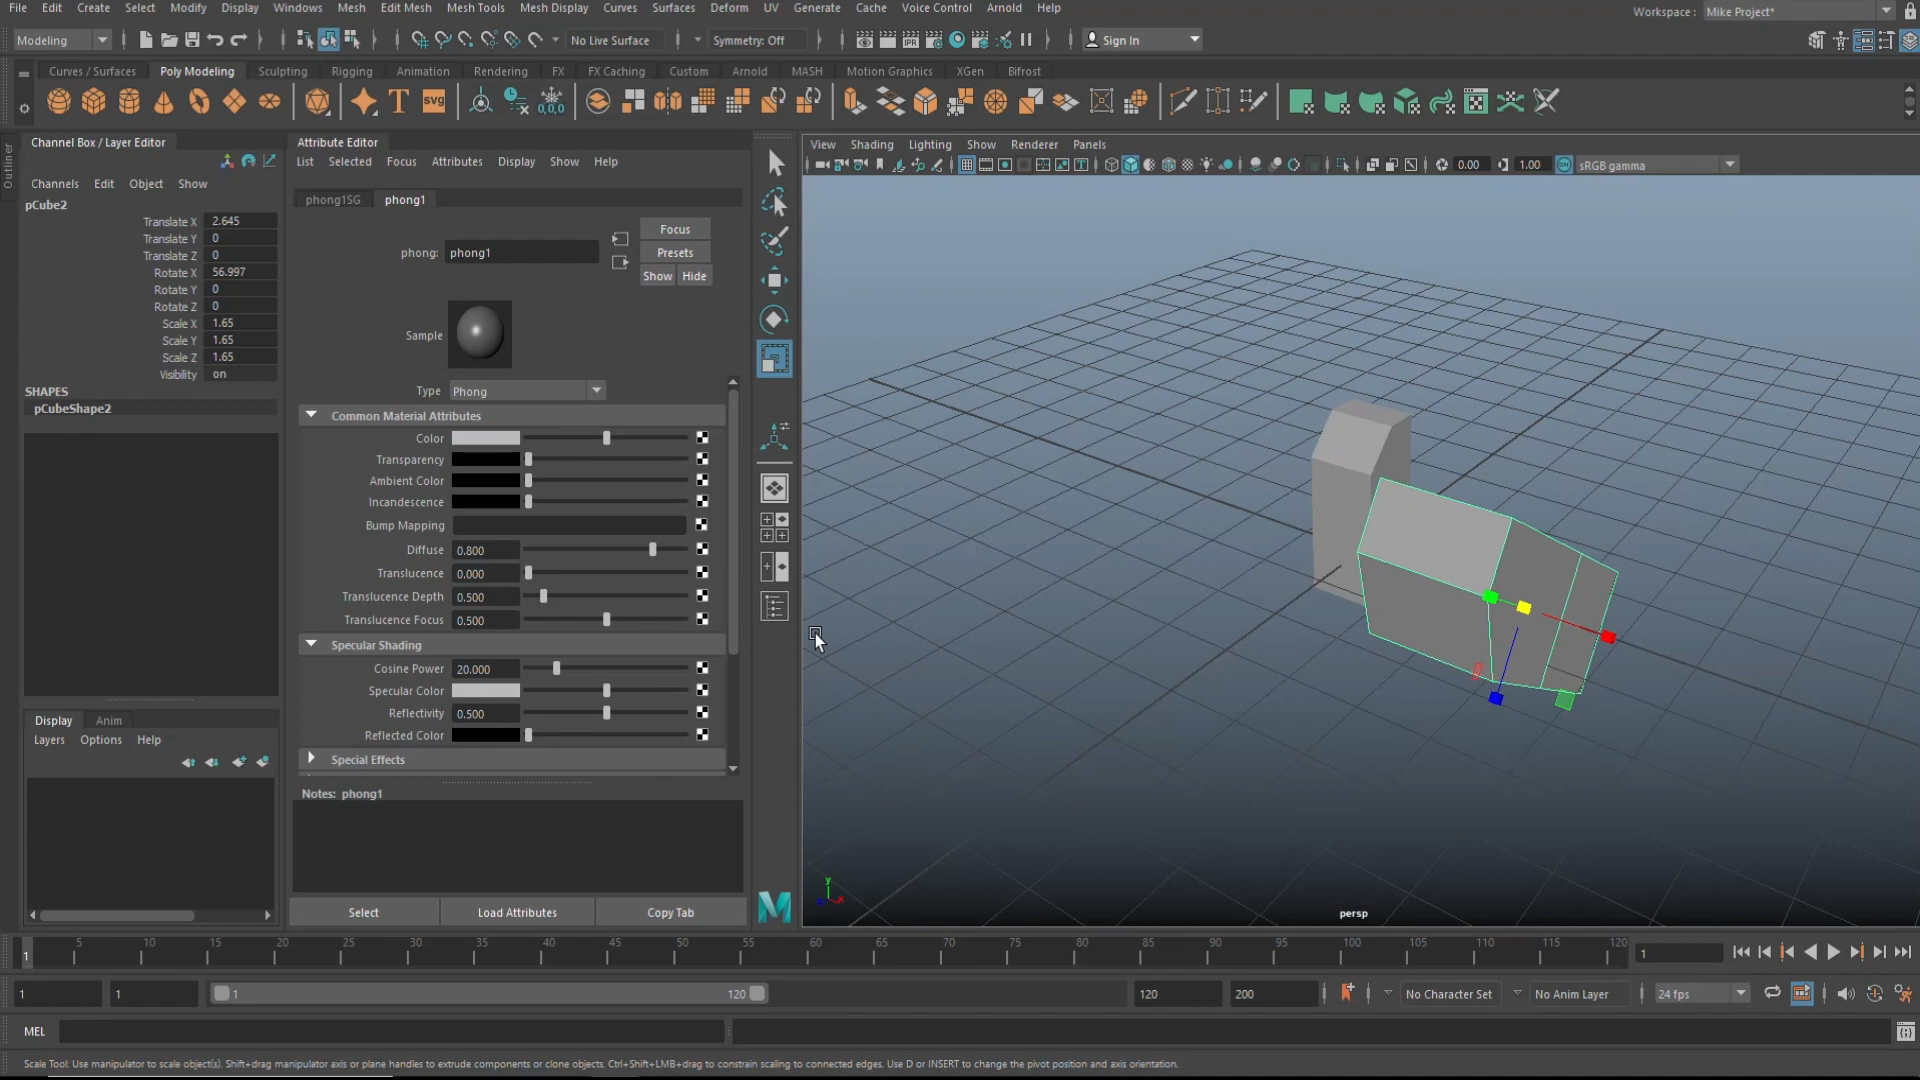 File Edit Create Select Modify Display Windows Mesh Edit Mesh Mesh Tools Mesh Display Curves Surfaces Deform UV Generate Cache Voice Control Arnold Help
Workspace : Mike Project*
Modeling
No Live Surface
Symmetry: Off
Sign In
Curves / Surfaces Poly Modeling Sculpting Rigging Animation Rendering FX FX Caching Custom Arnold MASH Motion Graphics XGen Bifrost
T SVG 0,0,0
Outliner
Channel Box / Layer Editor
Channels Edit Object Show
pCube2
Translate X 2.645
Translate Y 0
Translate Z 0
Rotate X 56.997
Rotate Y 0
Rotate Z 0
Scale X 1.65
Scale Y 1.65
Scale Z 1.65
Visibility on
SHAPES
pCubeShape2
Display Anim
Layers Options Help
Attribute Editor
List Selected Focus Attributes Display Show Help
phong1SG phong1
phong: phong1
Focus
Presets
Show Hide
Sample
Type Phong
Common Material Attributes
Color
Transparency
Ambient Color
Incandescence
Bump Mapping
Diffuse 0.800
Translucence 0.000
Translucence Depth 0.500
Translucence Focus 0.500
Specular Shading
Cosine Power 20.000
Specular Color
Reflectivity 0.500
Reflected Color
Special Effects
Notes: phong1
Select Load Attributes Copy Tab
View Shading Lighting Show Renderer Panels
0.00 1.00 ON sRGB gamma
y
persp
M
5 10 15 20 25 30 35 40 45 50 55 60 65 70 75 80 85 90 95 100 105 110 115 120
1
1
1 1 1 120 120 200 No Character Set No Anim Layer 24 fps
MEL
Scale Tool: Use manipulator to scale object(s). Shift+drag manipulator axis or plane handles to extrude components or clone objects. Ctrl+Shift+LMB+drag to constrain scaling to connected edges. Use D or INSERT to change the pivot position and axis orientation.